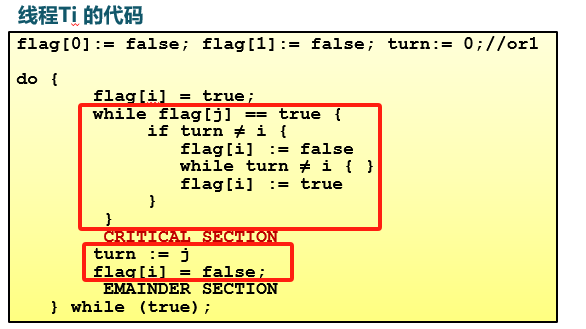 线程Ti 的代码
flag[0]:= false; flag[1]:= false; turn:= 0;//or1
do {
flag[i] = true;
while flag[j] == true {
if turn ≠ i {
flag[i] := false
while turn ≠ i { }
flag[i] := true
}
}
CRITICAL SECTION
turn := j
flag[i] = false;
EMAINDER SECTION
} while (true);